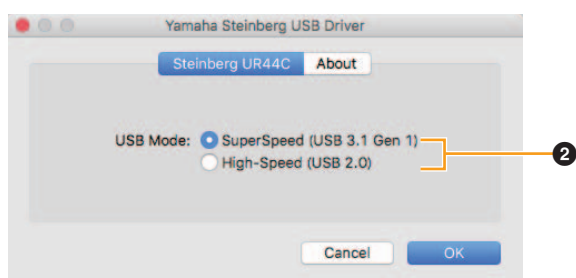 Yamaha Steinberg USB Driver
Steinberg UR44C About
USB Mode: SuperSpeed (USB 3.1 Gen 1)
High-Speed (USB 2.0)
2
Cancel OK